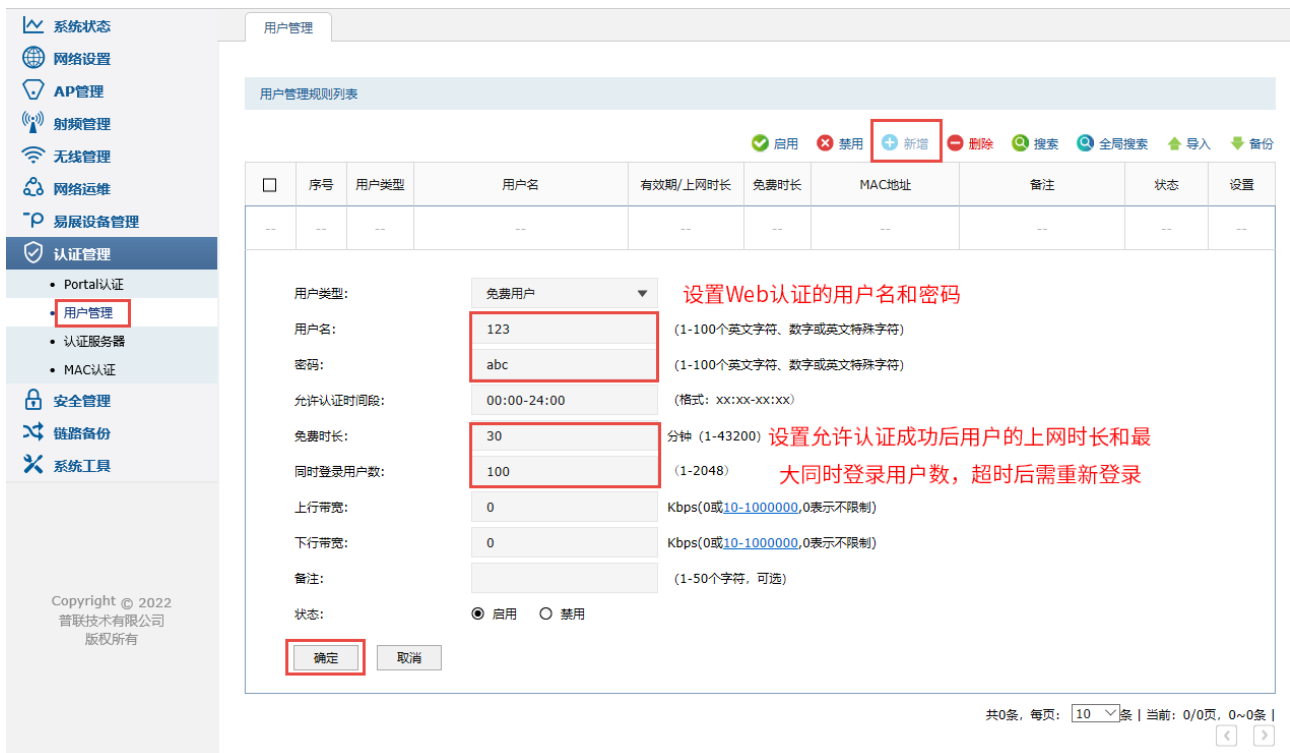 系统状态
网络设置
AP管理
射频管理
无线管理
网络运维
易展设备管理
认证管理
• Portal认证
• 用户管理
• 认证服务器
• MAC认证
安全管理
链路备份
系统工具
Copyright © 2022
普联技术有限公司
版权所有
用户管理
用户管理规则列表
启用 禁用 新增 删除 搜索 全局搜索 导入 备份
序号 用户类型 用户名 有效期/上网时长 免费时长 MAC地址 备注 状态 设置
-- -- -- -- -- -- -- -- -- --
用户类型: 免费用户 设置Web认证的用户名和密码
用户名: 123 (1-100个英文字符、数字或英文特殊字符)
密码: abc (1-100个英文字符、数字或英文特殊字符)
允许认证时间段: 00:00-24:00 (格式: xx:xx-xx:xx)
免费时长: 30 分钟 (1-43200) 设置允许认证成功后用户的上网时长和最
同时登录用户数: 100 (1-2048) 大同时登录用户数，超时后需重新登录
上行带宽: 0 Kbps(0或10-1000000,0表示不限制)
下行带宽: 0 Kbps(0或10-1000000,0表示不限制)
备注: (1-50个字符, 可选)
状态: 启用 禁用
确定 取消
共0条, 每页: 10 条 | 当前: 0/0页, 0~0条 |